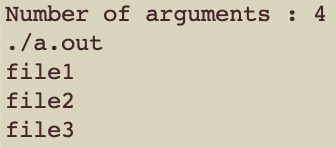 Number of arguments : 4
./a.out
file1
file2
file3